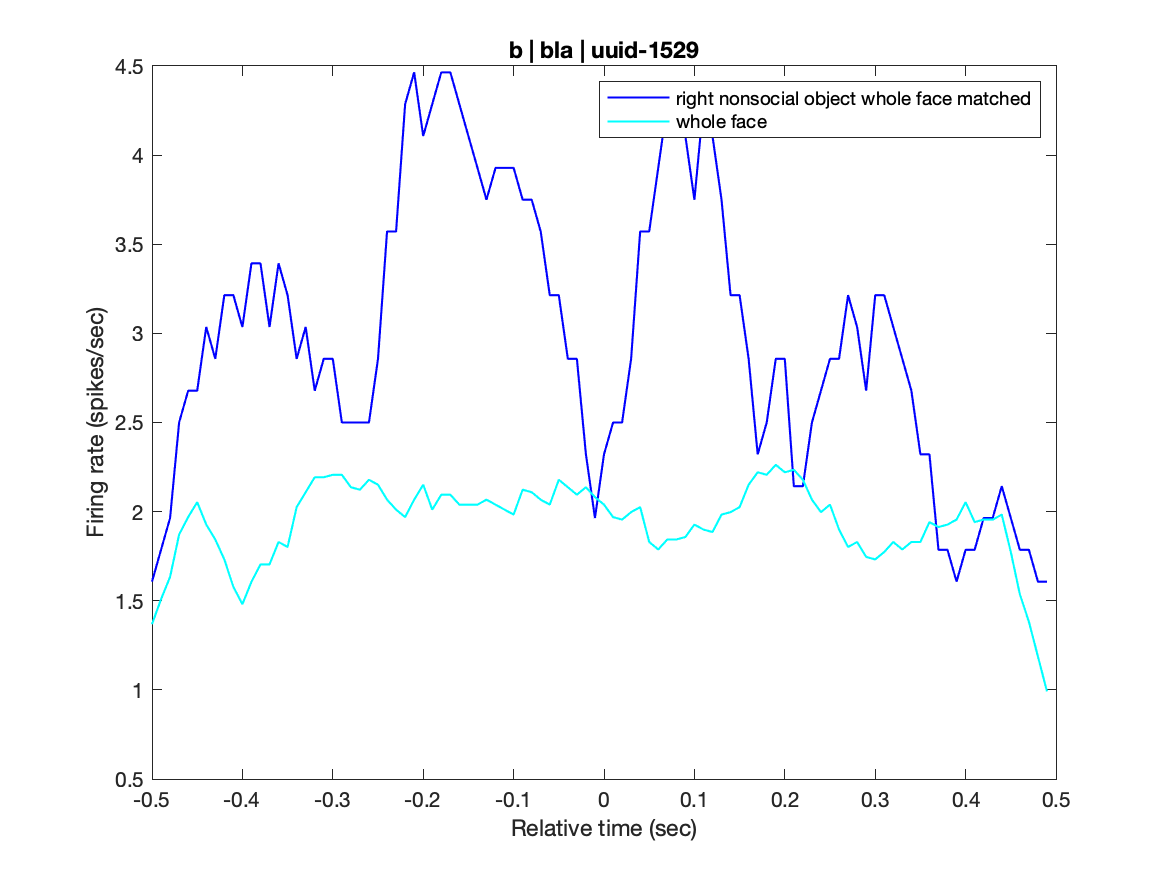 b | bla | uuid-1529
right nonsocial object whole face matched
whole face
Firing rate (spikes/sec)
4.5
4
3.5
3
2.5
2
1.5
1
0.5
-0.5 -0.4 -0.3 -0.2 -0.1 0 0.1 0.2 0.3 0.4 0.5
Relative time (sec)